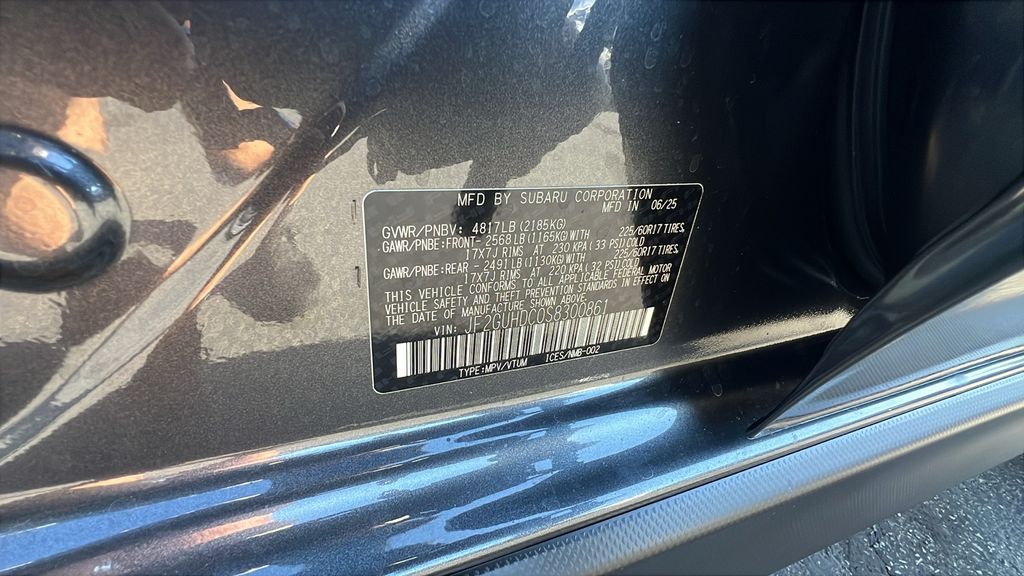 MFD BY SUBARU CORPORATION
MFD IN 06/25
GVWR/PNBV: 4817LB (2185KG)
GAWR/PNBE:FRONT- 2568LB (1165KG) WITH 225/60R17 TIRES,
17X7J RIMS, AT 230 KPA (33 PSI) COLD
GAWR/PNBE:REAR - 2491LB (1130KG) WITH 225/60R17 TIRES,
17X7J RIMS, AT 220 KPA (32 PSI) COLD
THIS VEHICLE CONFORMS TO ALL APPLICABLE FEDERAL MOTOR
VEHICLE SAFETY AND THEFT PREVENTION STANDARDS IN EFFECT ON
THE DATE OF MANUFACTURE SHOWN ABOVE.
VIN: JF2GUHDC0S8300861
TYPE:MPV/VTUM ICES/NMB-002